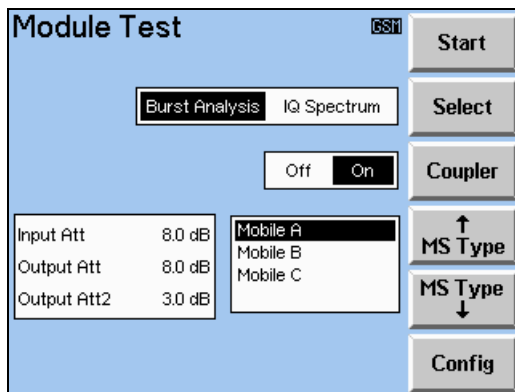 Module Test
GSM
Start
Burst Analysis IQ Spectrum
Select
Off On
Coupler
Input Att 8.0 dB
Output Att 8.0 dB
Output Att2 3.0 dB
Mobile A
Mobile B
Mobile C
↑
MS Type
MS Type
↓
Config